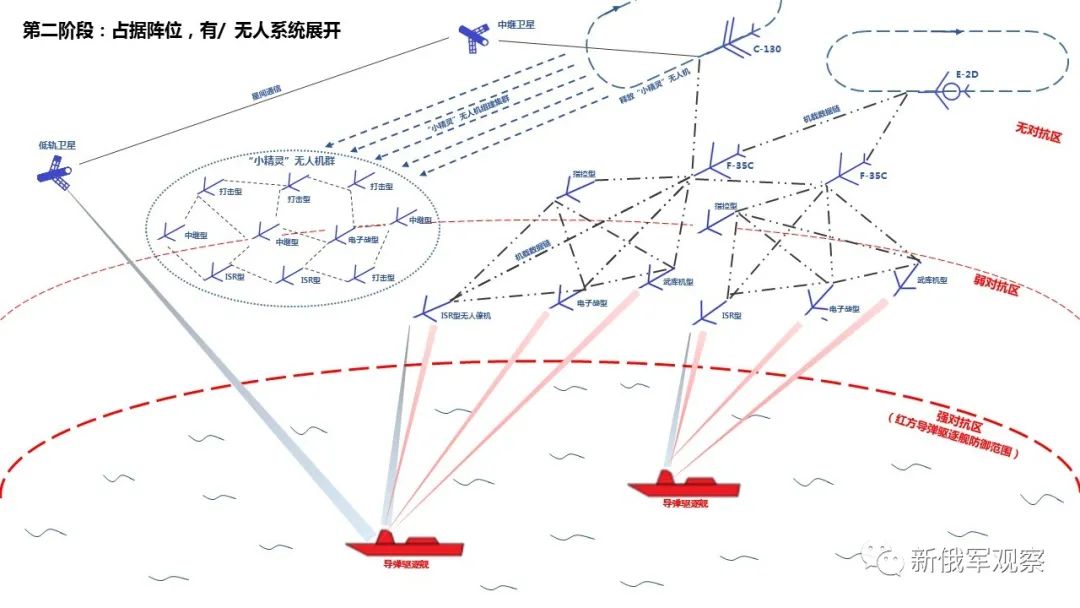 第二阶段：占据阵位，有/ 无人系统展开
中继卫星
C-130
E-2D
星间通信
释放“小精灵”无人机
“小精灵”无人机组建集群
机载数据链
无对抗区
低轨卫星
“小精灵”无人机群
F-35C
F-35C
打击型
打击型
打击型
指控型
指控型
中继型
中继型
电子战型
中继型
机载数据链
ISR型
ISR型
打击型
武库机型
武库机型
弱对抗区
ISR型无人僚机
电子战型
ISR型
电子战型
强对抗区
（红方导弹驱逐舰防御范围）
导弹驱逐舰
导弹驱逐舰
新俄军观察